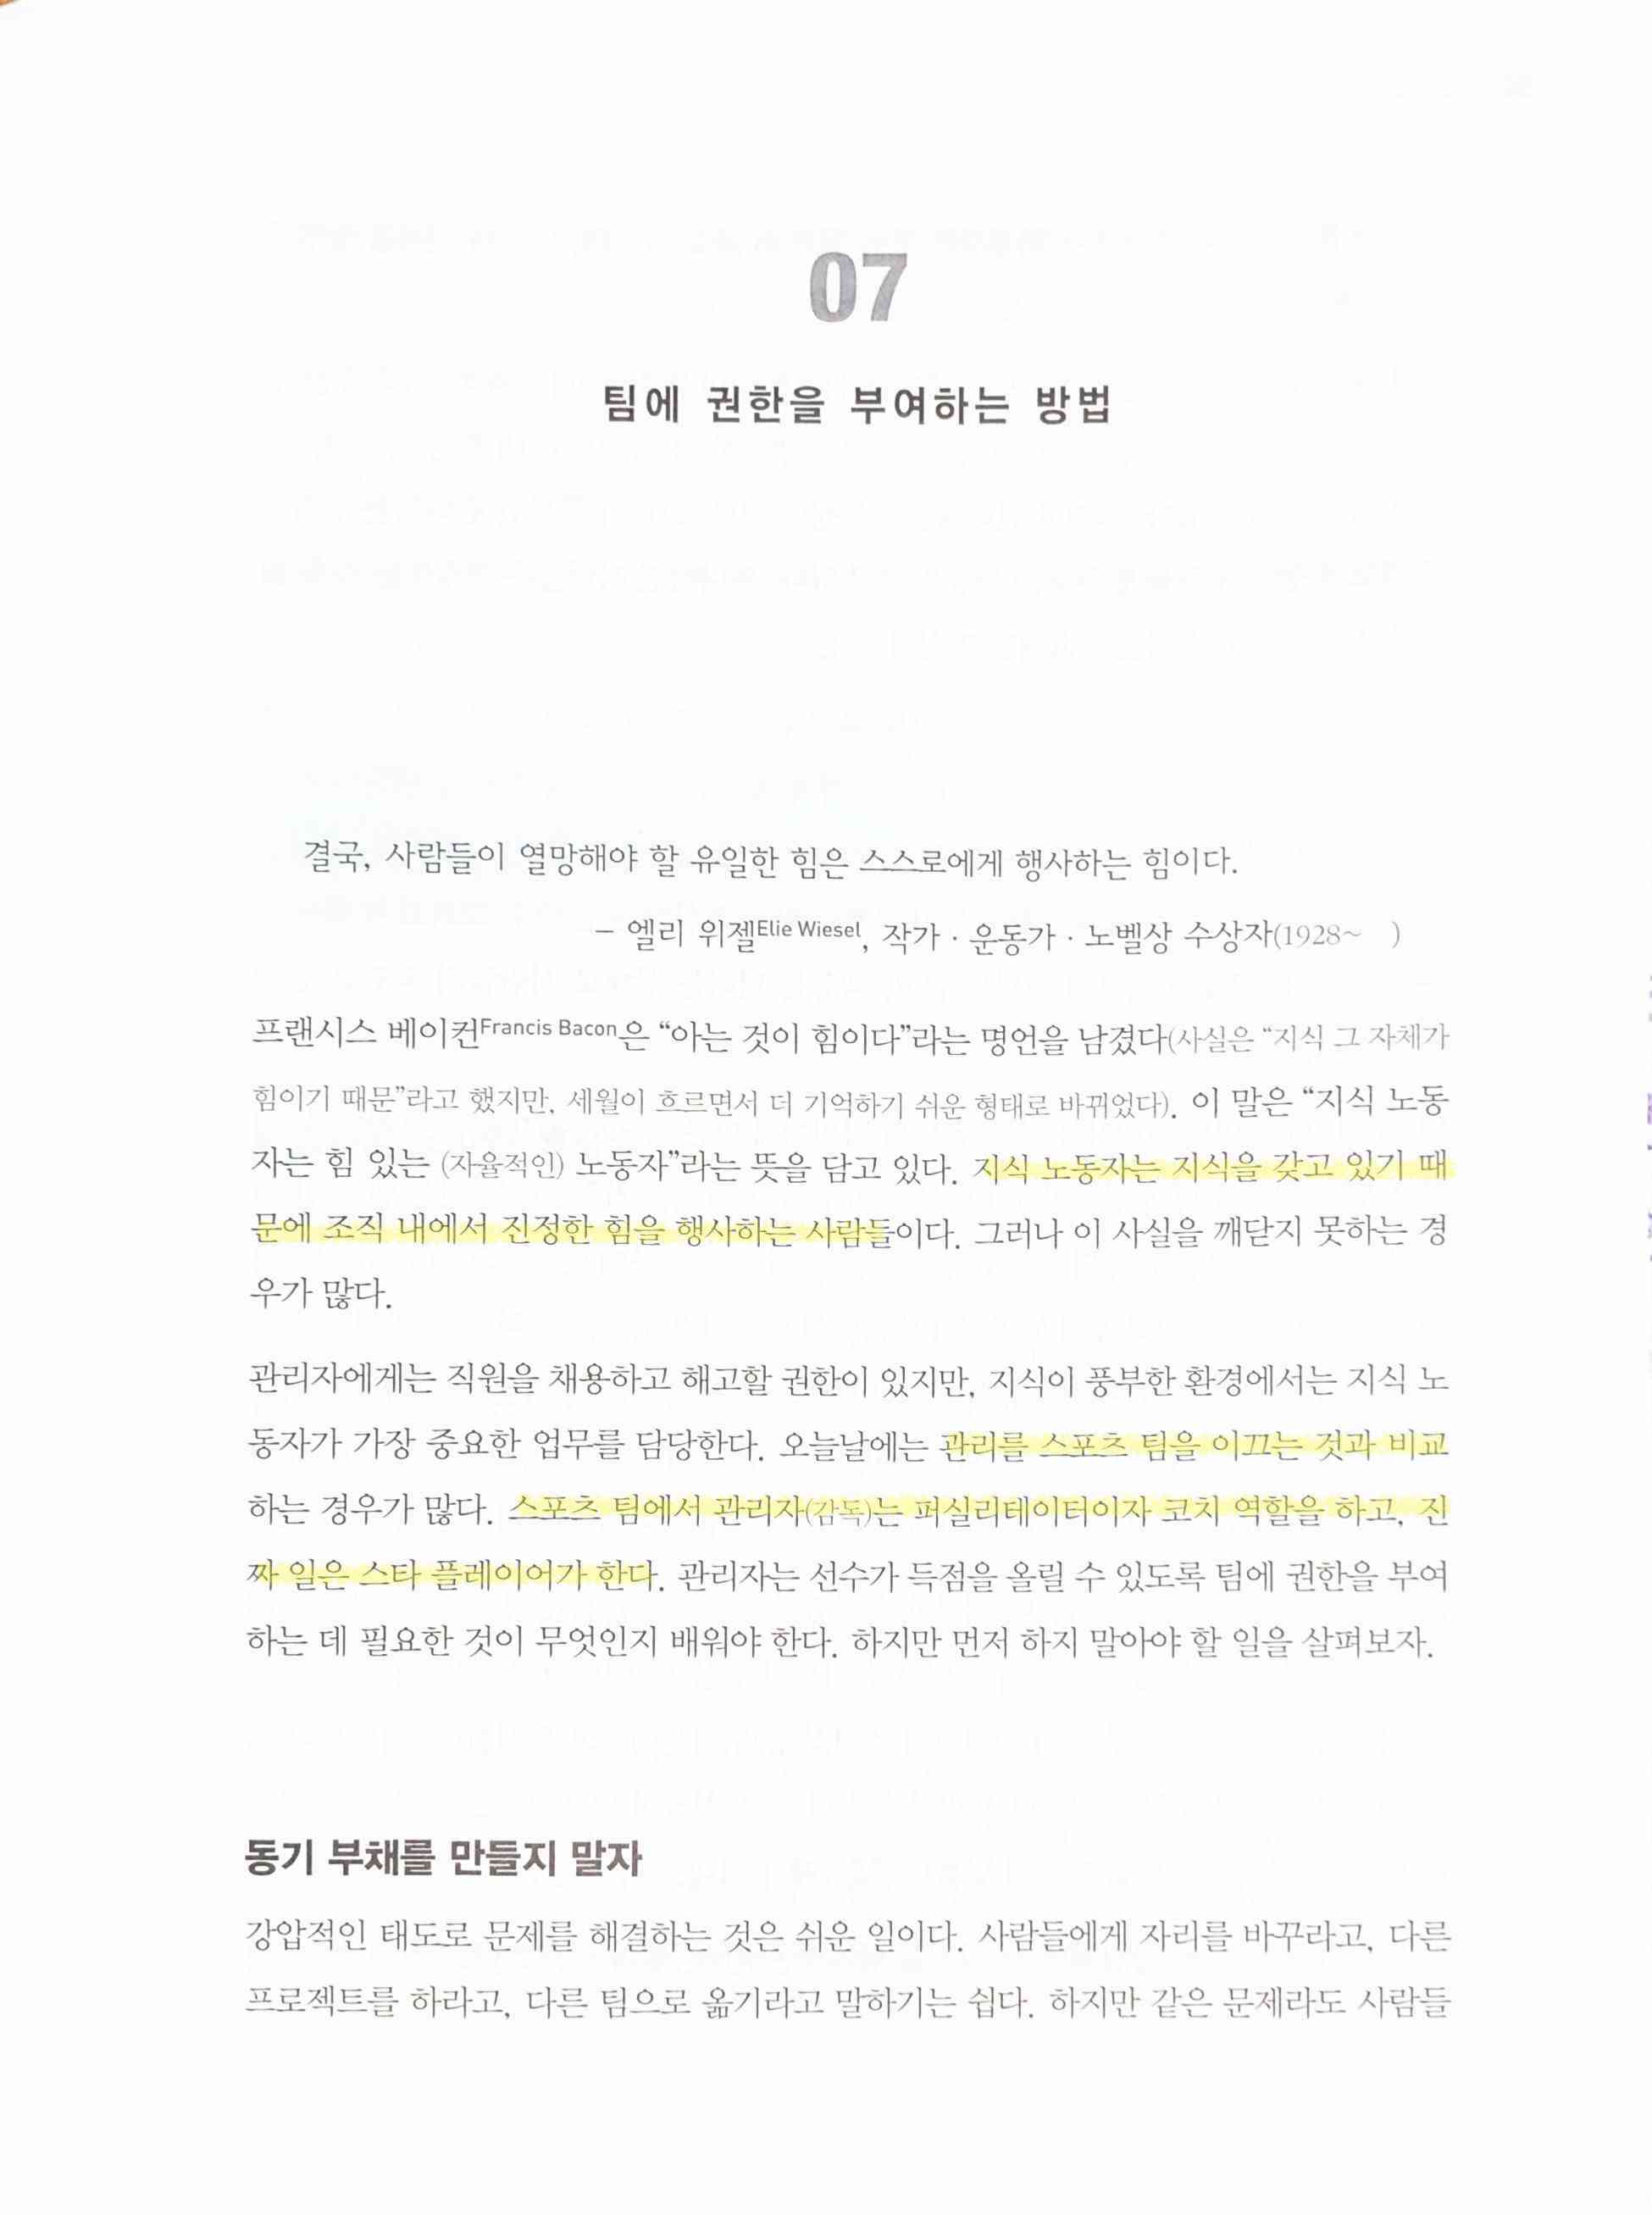 07
팀에 권한을 부여하는 방법
결국, 사람들이 열망해야 할 유일한 힘은 스스로에게 행사하는 힘이다.
– 엘리 위젤Elie Wiesel, 작가 · 운동가 · 노벨상 수상자(1928~ )
프랜시스 베이컨Francis Bacon은 “아는 것이 힘이다”라는 명언을 남겼다(사실은 “지식 그 자체가
힘이기 때문”라고 했지만, 세월이 흐르면서 더 기억하기 쉬운 형태로 바뀌었다). 이 말은 “지식 노동
자는 힘 있는 (자율적인) 노동자”라는 뜻을 담고 있다. 지식 노동자는 지식을 갖고 있기 때
문에 조직 내에서 진정한 힘을 행사하는 사람들이다. 그러나 이 사실을 깨닫지 못하는 경
우가 많다.
관리자에게는 직원을 채용하고 해고할 권한이 있지만, 지식이 풍부한 환경에서는 지식 노
동자가 가장 중요한 업무를 담당한다. 오늘날에는 관리를 스포츠 팀을 이끄는 것과 비교
하는 경우가 많다. 스포츠 팀에서 관리자(감독)는 퍼실리테이터이자 코치 역할을 하고, 진
짜 일은 스타 플레이어가 한다. 관리자는 선수가 득점을 올릴 수 있도록 팀에 권한을 부여
하는 데 필요한 것이 무엇인지 배워야 한다. 하지만 먼저 하지 말아야 할 일을 살펴보자.
동기 부채를 만들지 말자
강압적인 태도로 문제를 해결하는 것은 쉬운 일이다. 사람들에게 자리를 바꾸라고, 다른
프로젝트를 하라고, 다른 팀으로 옮기라고 말하기는 쉽다. 하지만 같은 문제라도 사람들